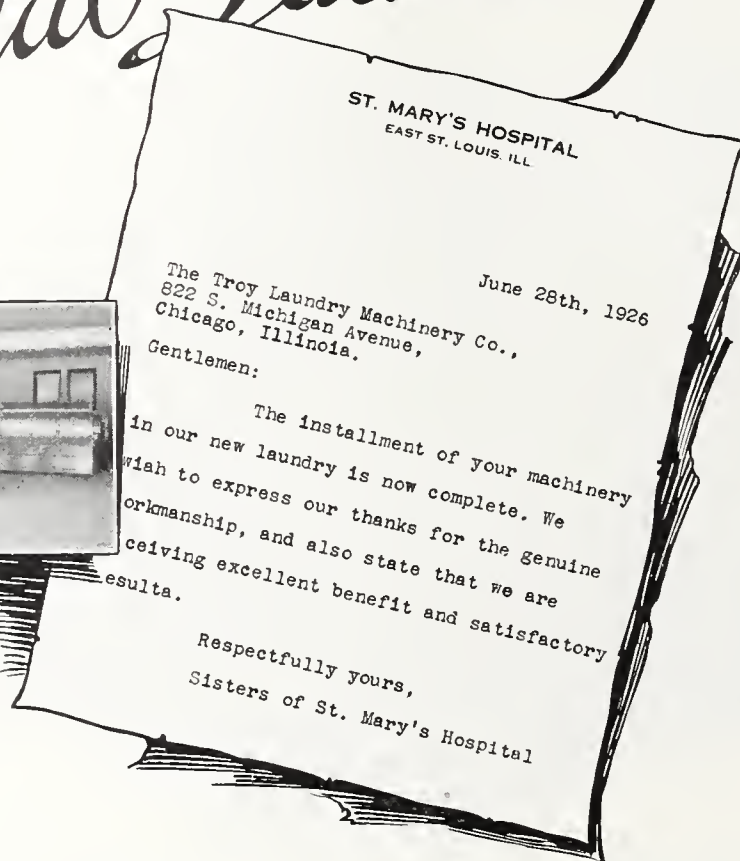 ST. MARY'S HOSPITAL
EAST ST. LOUIS. ILL.
June 28th, 1926
The Troy Laundry Machinery Co.,
822 S. Michigan Avenue,
Chicago, Illinoia.
Gentlemen:
The installment of your machinery
in our new laundry is now complete. We
wiah to express our thanks for the genuine
orkmanship, and also state that we are
ceiving excellent benefit and satisfactory
esulta.
Respectfully yours,
Sisters of St. Mary's Hospital